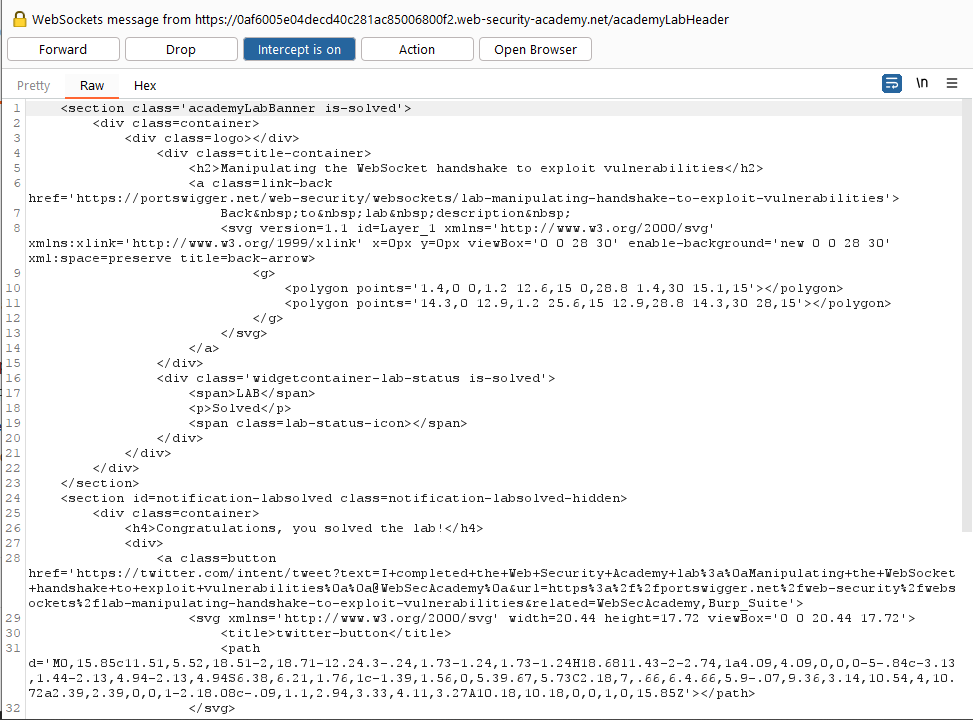 WebSockets message from https://0af6005e04decd40c281ac85006800f2.web-security-academy.net/academyLabHeader
Forward Drop Intercept is on Action Open Browser
Pretty Raw Hex \n
1 <section class='academyLabBanner is-solved'>
2 <div class=container>
3 <div class=logo></div>
4 <div class=title-container>
5 <h2>Manipulating the WebSocket handshake to exploit vulnerabilities</h2>
6 <a class=link-back
href='https://portswigger.net/web-security/websockets/lab-manipulating-handshake-to-exploit-vulnerabilities'>
7 Back&nbsp;to&nbsp;lab&nbsp;description&nbsp;
8 <svg version=1.1 id=Layer_1 xmlns='http://www.w3.org/2000/svg'
xmlns:xlink='http://www.w3.org/1999/xlink' x=0px y=0px viewBox='0 0 28 30' enable-background='new 0 0 28 30'
xml:space=preserve title=back-arrow>
9 <g>
10 <polygon points='1.4,0 0,1.2 12.6,15 0,28.8 1.4,30 15.1,15'></polygon>
11 <polygon points='14.3,0 12.9,1.2 25.6,15 12.9,28.8 14.3,30 28,15'></polygon>
12 </g>
13 </svg>
14 </a>
15 </div>
16 <div class='widgetcontainer-lab-status is-solved'>
17 <span>LAB</span>
18 <p>Solved</p>
19 <span class=lab-status-icon></span>
20 </div>
21 </div>
22 </div>
23 </section>
24 <section id=notification-labsolved class=notification-labsolved-hidden>
25 <div class=container>
26 <h4>Congratulations, you solved the lab!</h4>
27 <div>
28 <a class=button
href='https://twitter.com/intent/tweet?text=I+completed+the+Web+Security+Academy+lab%3a%0aManipulating+the+WebSocket
+handshake+to+exploit+vulnerabilities%0a%0a@WebSecAcademy%0a&url=https%3a%2f%2fportswigger.net%2fweb-security%2fwebs
ockets%2flab-manipulating-handshake-to-exploit-vulnerabilities&related=WebSecAcademy,Burp_Suite'>
29 <svg xmlns='http://www.w3.org/2000/svg' width=20.44 height=17.72 viewBox='0 0 20.44 17.72'>
30 <title>twitter-button</title>
31 <path
d='M0,15.85c11.51,5.52,18.51-2,18.71-12.24.3-.24,1.73-1.24,1.73-1.24H18.68l1.43-2-2.74,1a4.09,4.09,0,0,0-5-.84c-3.13
,1.44-2.13,4.94-2.13,4.94S6.38,6.21,1.76,1c-1.39,1.56,0,5.39.67,5.73C2.18,7,.66,6.4.66,5.9-.07,9.36,3.14,10.54,4,10.
72a2.39,2.39,0,0,1-2.18.08c-.09,1.1,2.94,3.33,4.11,3.27A10.18,10.18,0,0,1,0,15.85Z'></path>
32 </svg>